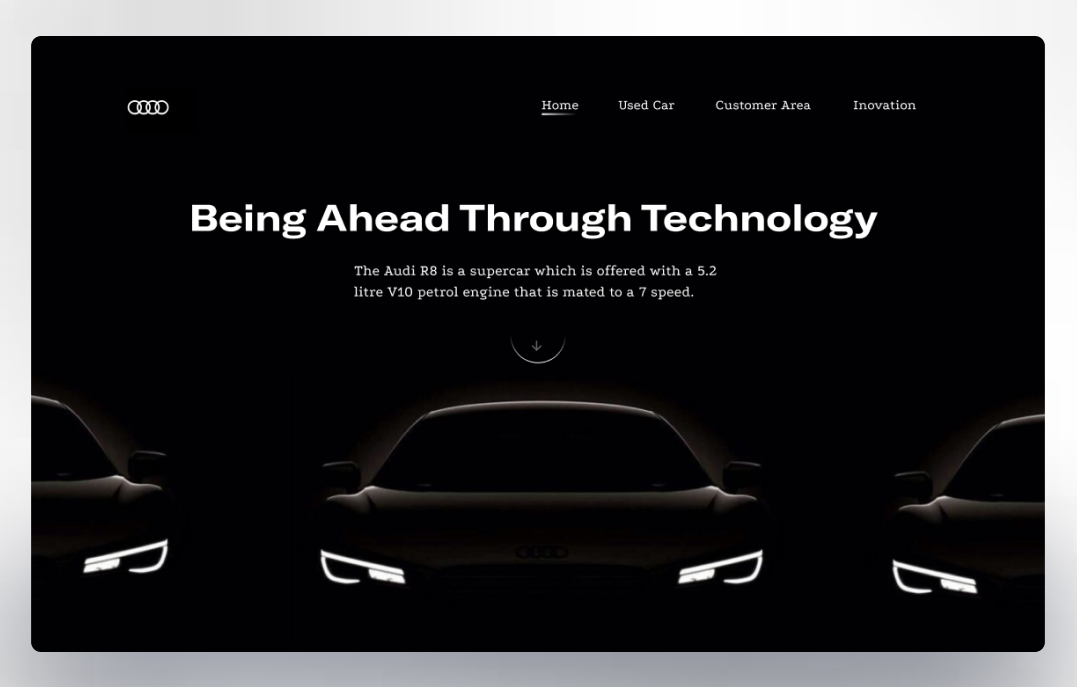 Home
Used Car
Customer Area
Inovation
Being Ahead Through Technology
The Audi R8 is a supercar which is offered with a 5.2
litre V10 petrol engine that is mated to a 7 speed.